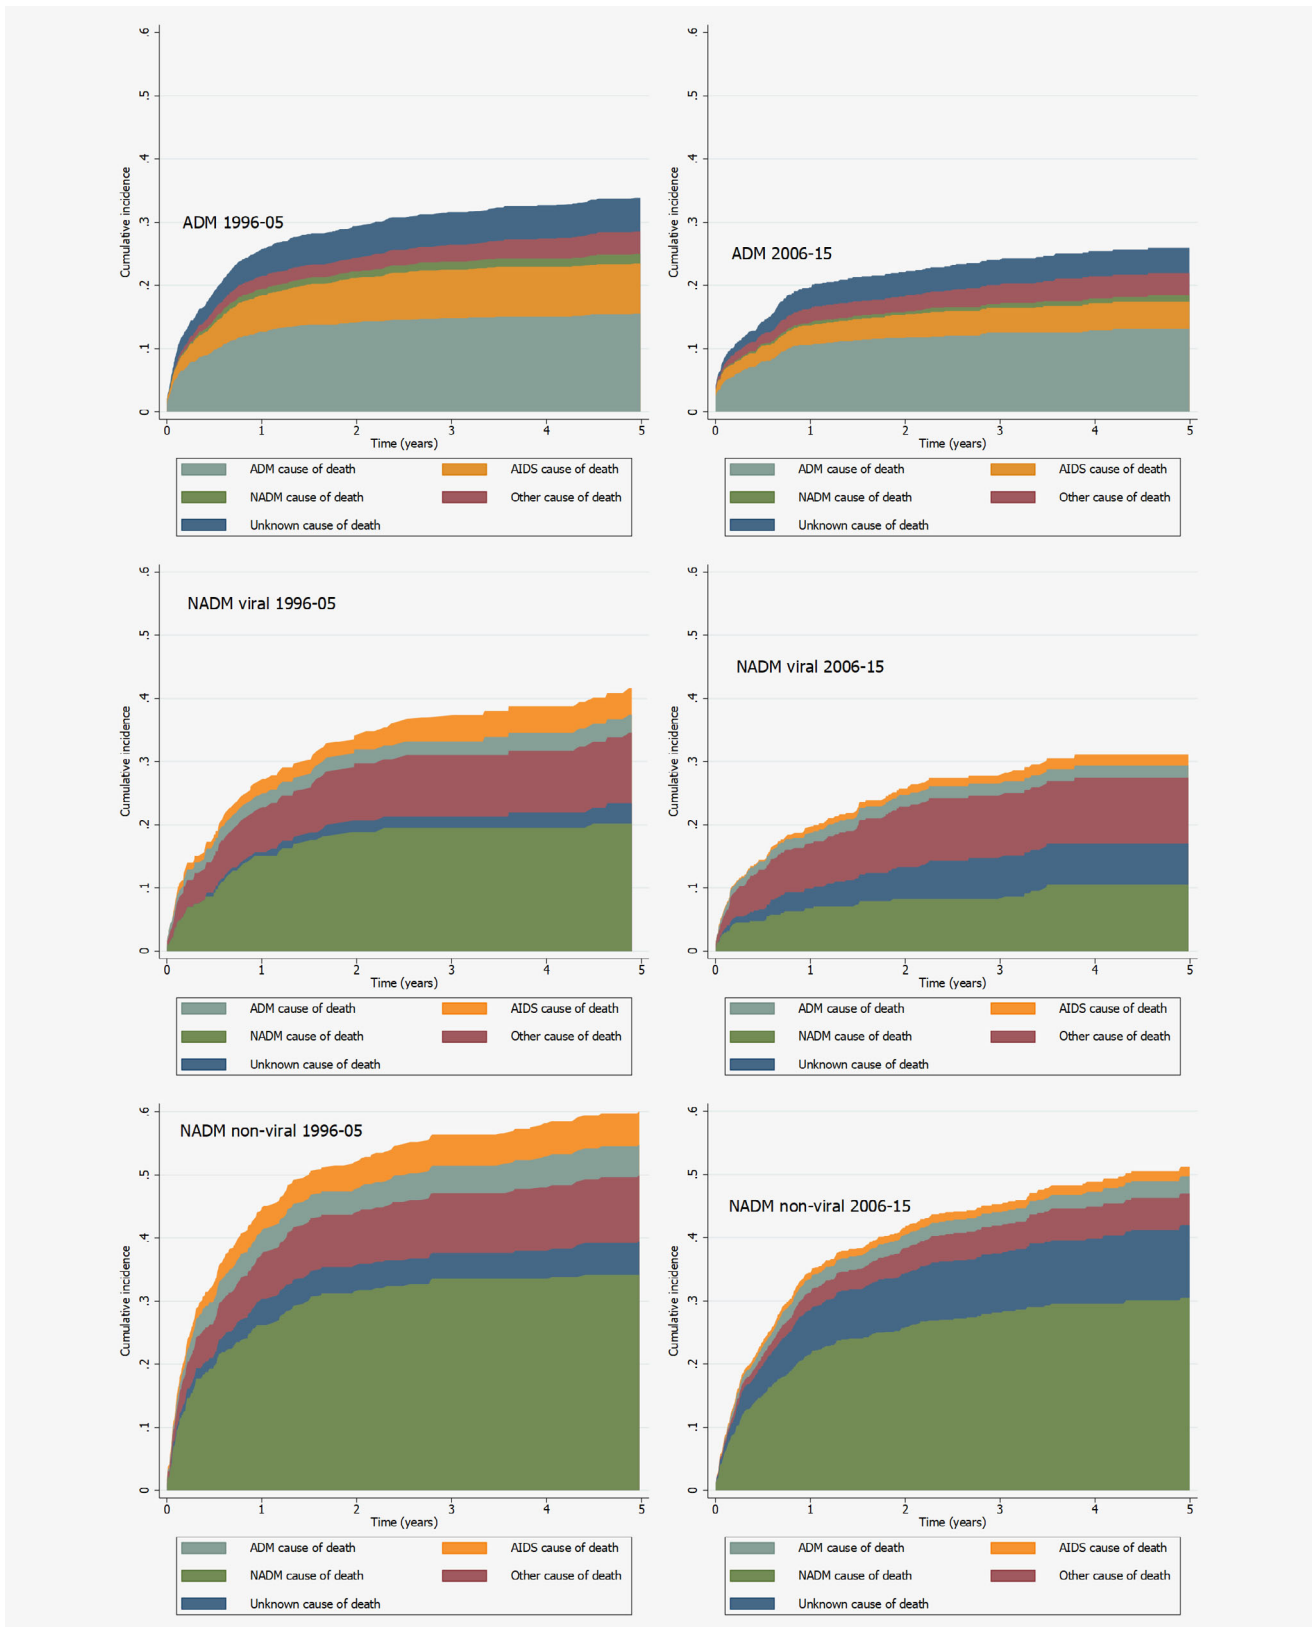 .6
.5
.4
.3
.2
.1
0
Cumulative incidence
ADM 1996-05
0 1 2 3 4 5
Time (years)
ADM cause of death AIDS cause of death
NADM cause of death Other cause of death
Unknown cause of death
.6
.5
.4
.3
.2
.1
0
Cumulative incidence
ADM 2006-15
0 1 2 3 4 5
Time (years)
ADM cause of death AIDS cause of death
NADM cause of death Other cause of death
Unknown cause of death
.6
.5
.4
.3
.2
.1
0
Cumulative incidence
NADM viral 1996-05
0 1 2 3 4 5
Time (years)
ADM cause of death AIDS cause of death
NADM cause of death Other cause of death
Unknown cause of death
.6
.5
.4
.3
.2
.1
0
Cumulative incidence
NADM viral 2006-15
0 1 2 3 4 5
Time (years)
ADM cause of death AIDS cause of death
NADM cause of death Other cause of death
Unknown cause of death
.6
.5
.4
.3
.2
.1
0
Cumulative incidence
NADM non-viral 1996-05
0 1 2 3 4 5
Time (years)
ADM cause of death AIDS cause of death
NADM cause of death Other cause of death
Unknown cause of death
.6
.5
.4
.3
.2
.1
0
Cumulative incidence
NADM non-viral 2006-15
0 1 2 3 4 5
Time (years)
ADM cause of death AIDS cause of death
NADM cause of death Other cause of death
Unknown cause of death